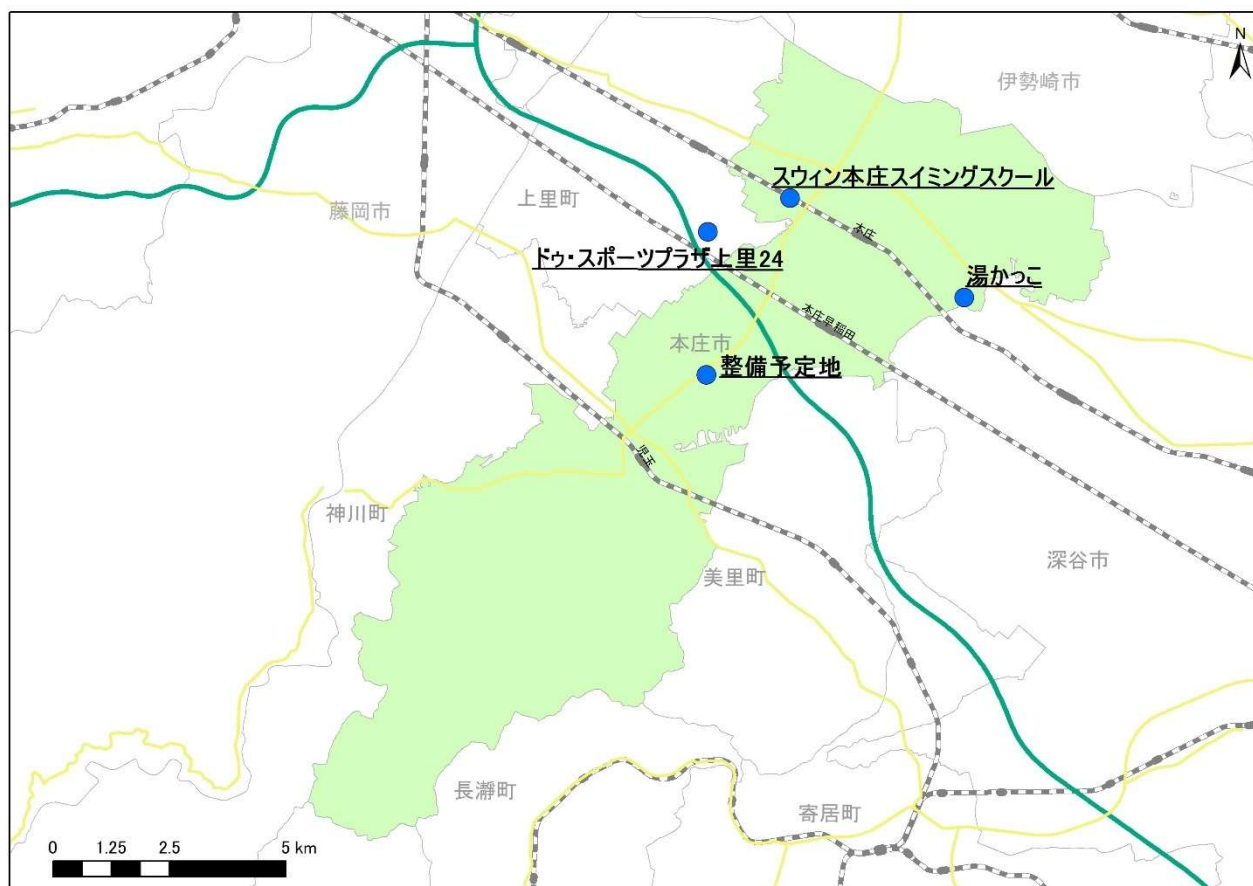 N
伊勢崎市
スウィン本庄スイミングスクール
上里町
藤岡市
本庄
ドゥ・スポーツプラザ上里24
湯かっこ
本庄早稲田
本庄市
整備予定地
児玉
神川町
深谷市
美里町
長瀞町
寄居町
0 1.25 2.5 5 km